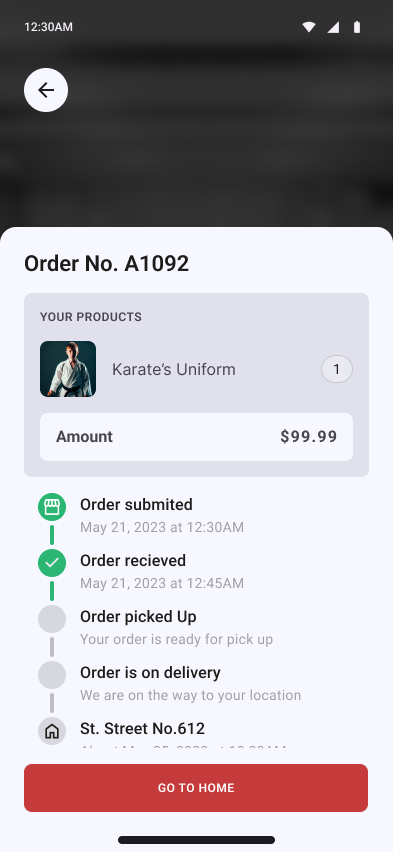 12:30AM
Order No. A1092
YOUR PRODUCTS
Karate's Uniform
1
Amount
$99.99
Order submited
May 21, 2023 at 12:30AM
Order recieved
May 21, 2023 at 12:45AM
Order picked Up
Your order is ready for pick up
Order is on delivery
We are on the way to your location
St. Street No.612
GO TO HOME